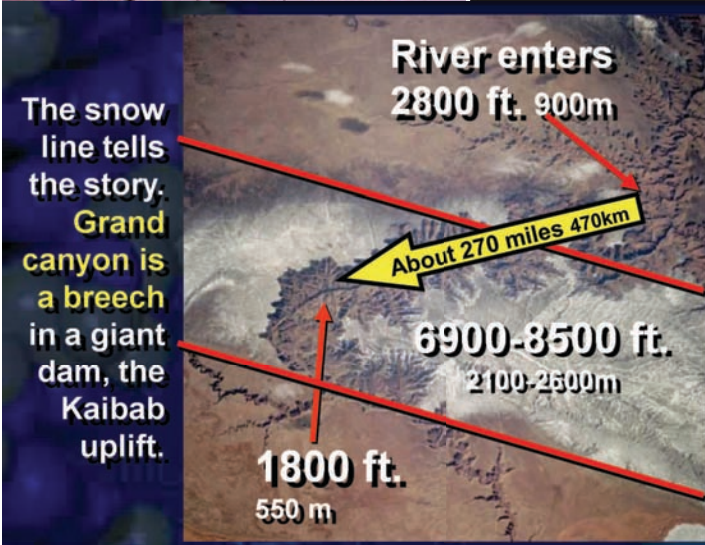 The snow
line tells
the story.
Grand
canyon is
a breech
in a giant
dam, the
Kaibab
uplift.
River enters
2800 ft. 900m
About 270 miles 470km
6900-8500 ft.
2100-2600m
1800 ft.
550 m